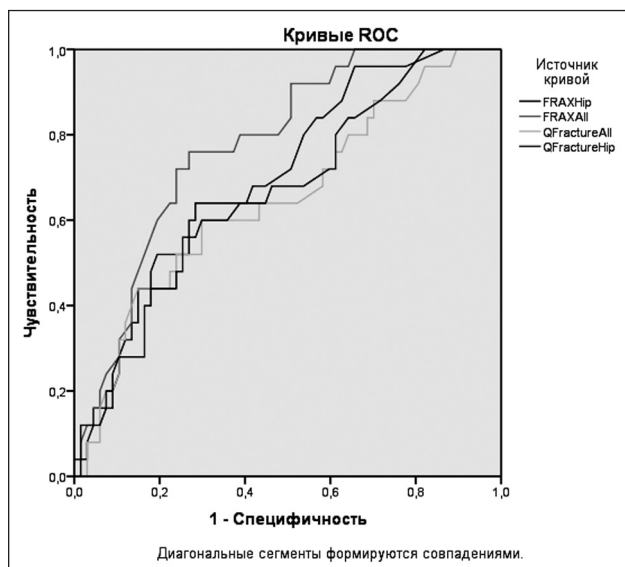 Кривые ROC
Источник
кривой
FRAXHip
FRAXAll
QFractureAll
QFractureHip
Чувствительность
1,0
0,8
0,6
0,4
0,2
0,0
0,0 0,2 0,4 0,6 0,8 1,0
1 - Специфичность
Диагональные сегменты формируются совпадениями.